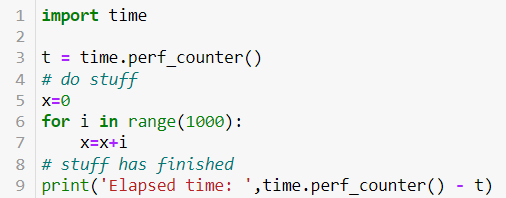 1 import time
2
3 t = time.perf_counter()
4 # do stuff
5 x=0
6 for i in range(1000):
7     x=x+i
8 # stuff has finished
9 print('Elapsed time: ',time.perf_counter() - t)